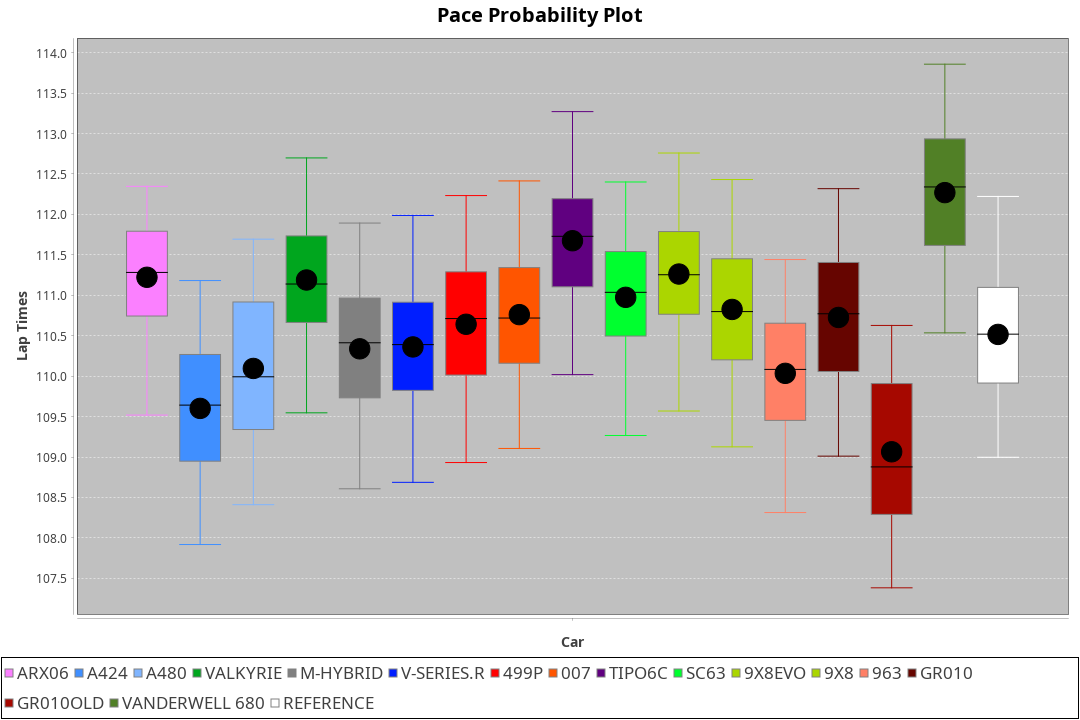 Pace Probability Plot
114.0
113.5
113.0
112.5
112.0
111.5
111.0
110.5
110.0
109.5
109.0
108.5
108.0
107.5
Lap Times
Car
ARX06 A424 A480 VALKYRIE M-HYBRID V-SERIES.R 499P 007 TIPO6C SC63 9X8EVO 9X8 963 GR010
GR010OLD VANDERWELL 680 REFERENCE